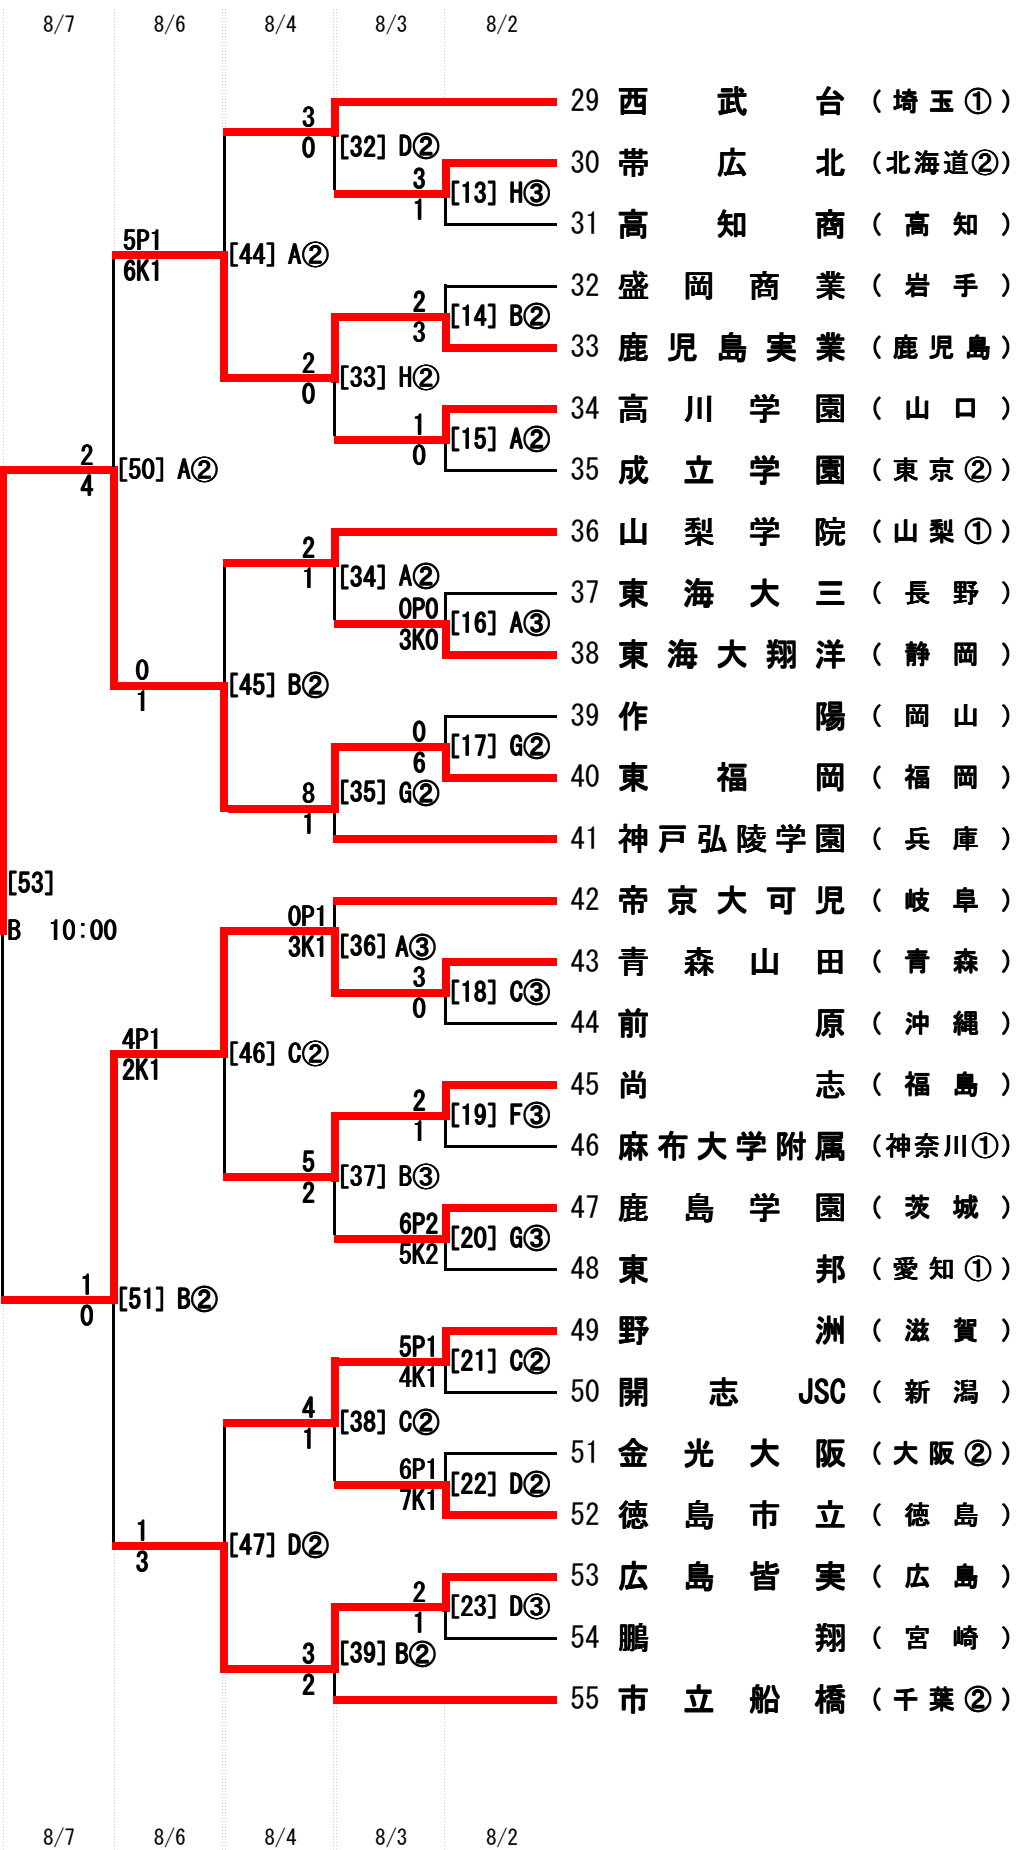 8/7 8/6 8/4 8/3 8/2
29 西武台 (埼玉①)
3
0 [32] D②
30 帯広北 (北海道②)
3
1 [13] H③
31 高知商 (高知)
5P1
6K1 [44] A②
32 盛岡商業 (岩手)
2
3 [14] B②
33 鹿児島実業 (鹿児島)
2
0 [33] H②
34 高川学園 (山口)
1
0 [15] A②
35 成立学園 (東京②)
2
4 [50] A②
36 山梨学院 (山梨①)
2
1 [34] A②
37 東海大三 (長野)
0P0
3K0 [16] A③
38 東海大翔洋 (静岡)
0
1 [45] B②
39 作陽 (岡山)
0
6 [17] G②
40 東福岡 (福岡)
8
1 [35] G②
41 神戸弘陵学園 (兵庫)
[53]
B 10:00
42 帝京大可児 (岐阜)
0P1
3K1 [36] A③
43 青森山田 (青森)
3
0 [18] C③
44 前原 (沖縄)
4P1
2K1 [46] C②
45 尚志 (福島)
2
1 [19] F③
46 麻布大学附属 (神奈川①)
5
2 [37] B③
47 鹿島学園 (茨城)
6P2
5K2 [20] G③
48 東邦 (愛知①)
1
0 [51] B②
49 野洲 (滋賀)
5P1
4K1 [21] C②
50 開志JSC (新潟)
4
1 [38] C②
51 金光大阪 (大阪②)
6P1
7K1 [22] D②
52 徳島市立 (徳島)
1
3 [47] D②
53 広島皆実 (広島)
2
1 [23] D③
54 鵬翔 (宮崎)
3
2 [39] B②
55 市立船橋 (千葉②)
8/7 8/6 8/4 8/3 8/2